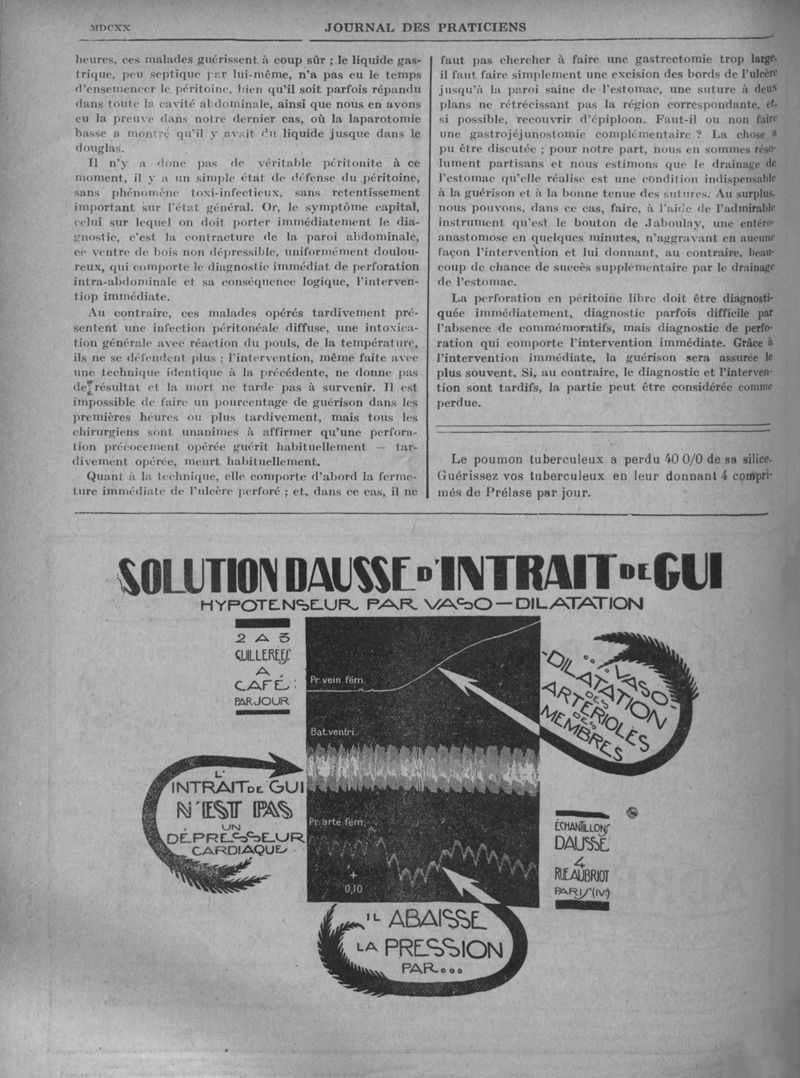 MDCXX
JOURNAL DES PRATICIENS
heures, ces malades guérissent à coup sûr ; le liquide gas-
trique, peu septique par lui-même, n'a pas eu le temps
d'ensemencer le péritoine, bien qu'il soit parfois répandu
dans toute la cavité abdominale, ainsi que nous en avons
eu la preuve dans notre dernier cas, où la laparotomie
basse a montré qu'il y avait du liquide jusque dans le
douglas.
Il n'y a donc pas de véritable péritonite à ce
moment, il y a un simple état de défense du péritoine,
sans phénomène toxi-infectieux, sans retentissement
important sur l'état général. Or, le symptôme capital,
celui sur lequel on doit porter immédiatement le dia-
gnostic, c'est la contracture de la paroi abdominale,
ce ventre de bois non dépressible, uniformément doulou-
reux, qui comporte le diagnostic immédiat de perforation
intra-abdominale et sa conséquence logique, l'interven-
tiop immédiate.
Au contraire, ces malades opérés tardivement pré-
sentent une infection péritonéale diffuse, une intoxica-
tion générale avec réaction du pouls, de la température,
ils ne se défendent plus ; l'intervention, même faite avec
une technique identique à la précédente, ne donne pas
de résultat et la mort ne tarde pas à survenir. Il est
impossible de faire un pourcentage de guérison dans les
premières heures ou plus tardivement, mais tous les
chirurgiens sont unanimes à affirmer qu'une perfora-
tion précocement opérée guérit habituellement — tar-
divement opérée, meurt habituellement.
Quant à la technique, elle comporte d'abord la ferme-
ture immédiate de l'ulcère perforé ; et, dans ce cas, il ne
faut pas chercher à faire une gastrectomie trop large,
il faut faire simplement une excision des bords de l'ulcère
jusqu'à la paroi saine de l'estomac, une suture à deux
plans ne rétrécissant pas la région correspondante, et,
si possible, recouvrir d'épiploon. Faut-il ou non faire
une gastrojéjunostomie complémentaire ? La chose a
pu être discutée ; pour notre part, nous en sommes réso-
lument partisans et nous estimons que le drainage de
l'estomac qu'elle réalise est une condition indispensable
à la guérison et à la bonne tenue des sutures. Au surplus,
nous pouvons, dans ce cas, faire, à l'aide de l'admirable
instrument qu'est le bouton de Jaboulay, une entéro-
anastomose en quelques minutes, n'aggravant en aucune
façon l'intervention et lui donnant, au contraire, beau-
coup de chance de succès supplémentaire par le drainage
de l'estomac.
La perforation en péritoine libre doit être diagnosti-
quée immédiatement, diagnostic parfois difficile par
l'absence de commémoratifs, mais diagnostic de perfo-
ration qui comporte l'intervention immédiate. Grâce à
l'intervention immédiate, la guérison sera assurée le
plus souvent. Si, au contraire, le diagnostic et l'interven-
tion sont tardifs, la partie peut être considérée comme
perdue.
Le poumon tuberculeux a perdu 40 0/0 de sa silice.
Guérissez vos tuberculeux en leur donnant 4 compri-
més de Prélase par jour.
SOLUTION DAUSSE D'INTRAIT DE GUI
HYPOTENSEUR PAR VASO—DILATATION
2 A 3
CUILLERÉES
A
CAFÉ
PAR JOUR
Pr.vein.fém.
Bat.ventri.
Pr.arté.fém.
+
0,10
... VASO-
-DILATATION
DES
ARTÉRIOLES
DES
MEMBRES
L'
INTRAIT DE GUI
N'EST PAS
UN
DÉPRESSEUR
CARDIAQUE
ÉCHANTILLONS
DAUSSE
4
RUE AUBRIOT
PARIS (IVe)
IL ABAISSE
LA PRESSION
PAR...